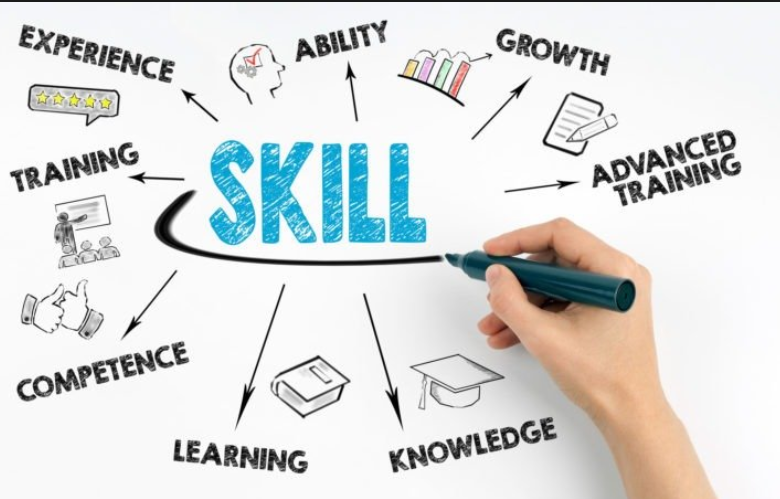 EXPERIENCE
ABILITY
GROWTH
TRAINING
SKILL
ADVANCED
TRAINING
COMPETENCE
LEARNING
KNOWLEDGE